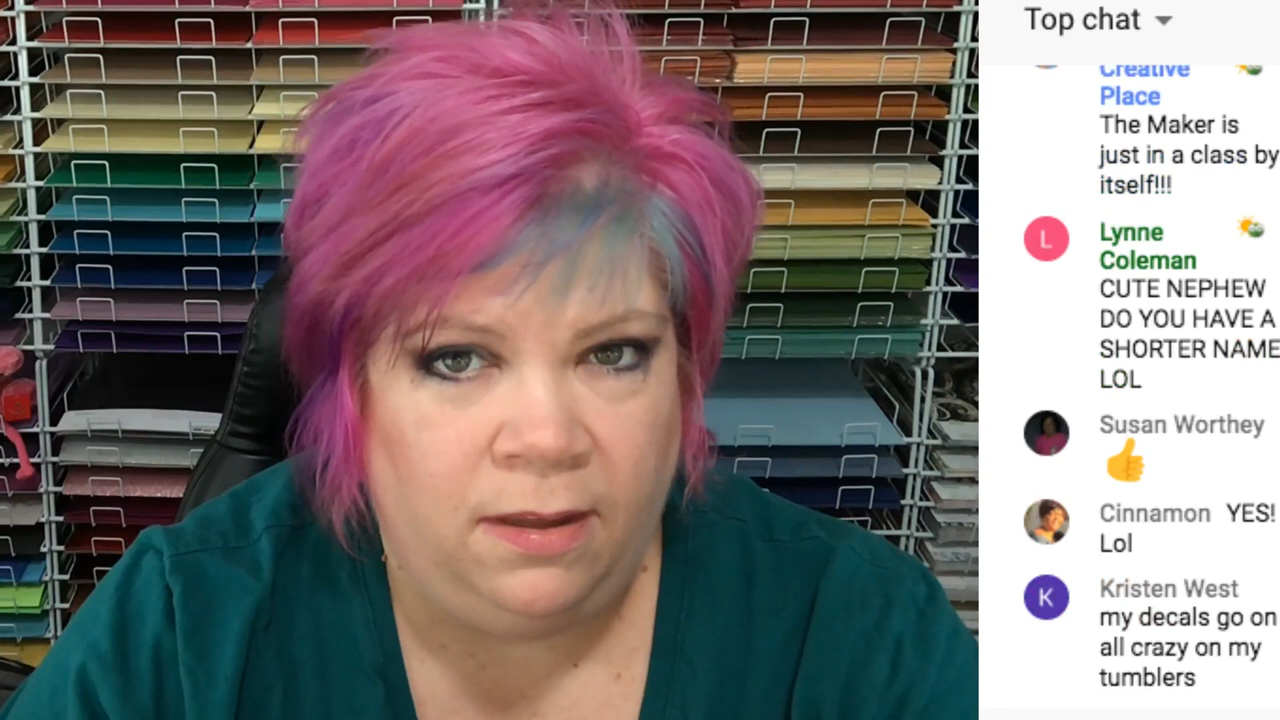 Top chat
Creative
Place
The Maker is
just in a class by
itself!!!
L
Lynne
Coleman
CUTE NEPHEW
DO YOU HAVE A
SHORTER NAME
LOL
Susan Worthey
Cinnamon YES!
Lol
K
Kristen West
my decals go on
all crazy on my
tumblers